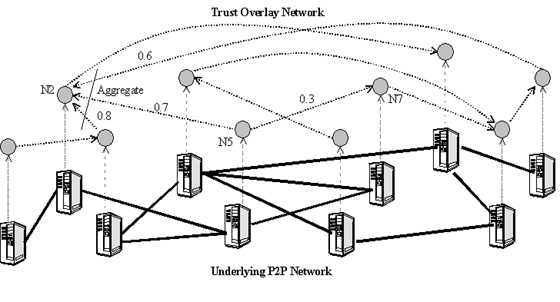 Trust Overlay Network
0.6
N2
Aggregate
0.7
0.3
N7
0.8
N5
Underlying P2P Network